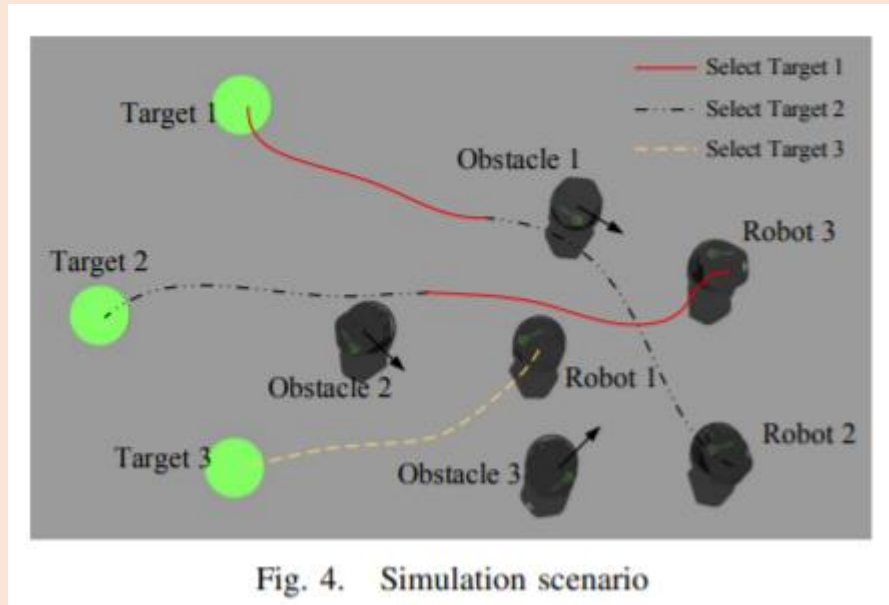 Select Target 1
Target 1
Select Target 2
Obstacle 1
Select Target 3
Robot 3
Target 2
Obstacle 2
Robot 1
Target 3
Obstacle 3
Robot 2
Fig. 4. Simulation scenario